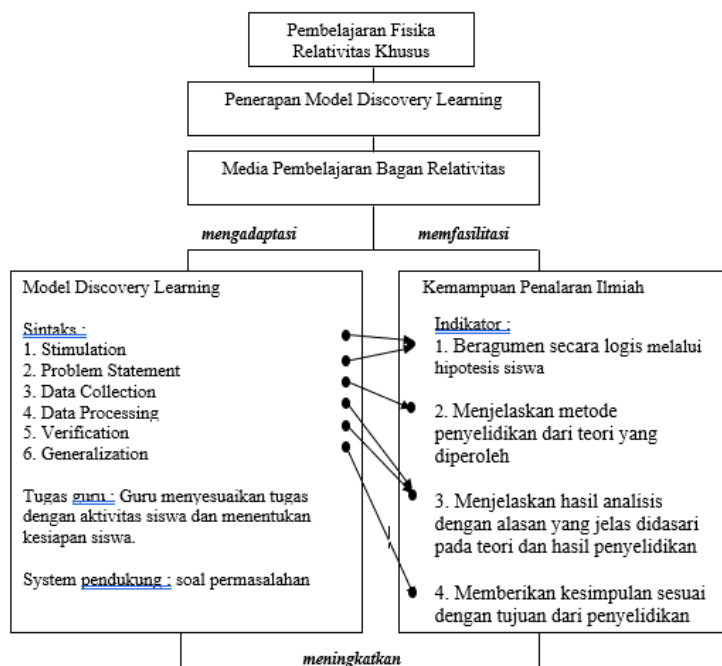 Pembelajaran Fisika
Relativitas Khusus
Penerapan Model Discovery Learning
Media Pembelajaran Bagan Relativitas
mengadaptasi
memfasilitasi
Model Discovery Learning
Sintaks :
1. Stimulation
2. Problem Statement
3. Data Collection
4. Data Processing
5. Verification
6. Generalization
Tugas guru : Guru menyesuaikan tugas
dengan aktivitas siswa dan menentukan
kesiapan siswa.
System pendukung : soal permasalahan
Kemampuan Penalaran Ilmiah
Indikator :
1. Beragumen secara logis melalui
hipotesis siswa
2. Menjelaskan metode
penyelidikan dari teori yang
diperoleh
3. Menjelaskan hasil analisis
dengan alasan yang jelas didasari
pada teori dan hasil penyelidikan
4. Memberikan kesimpulan sesuai
dengan tujuan dari penyelidikan
meningkatkan